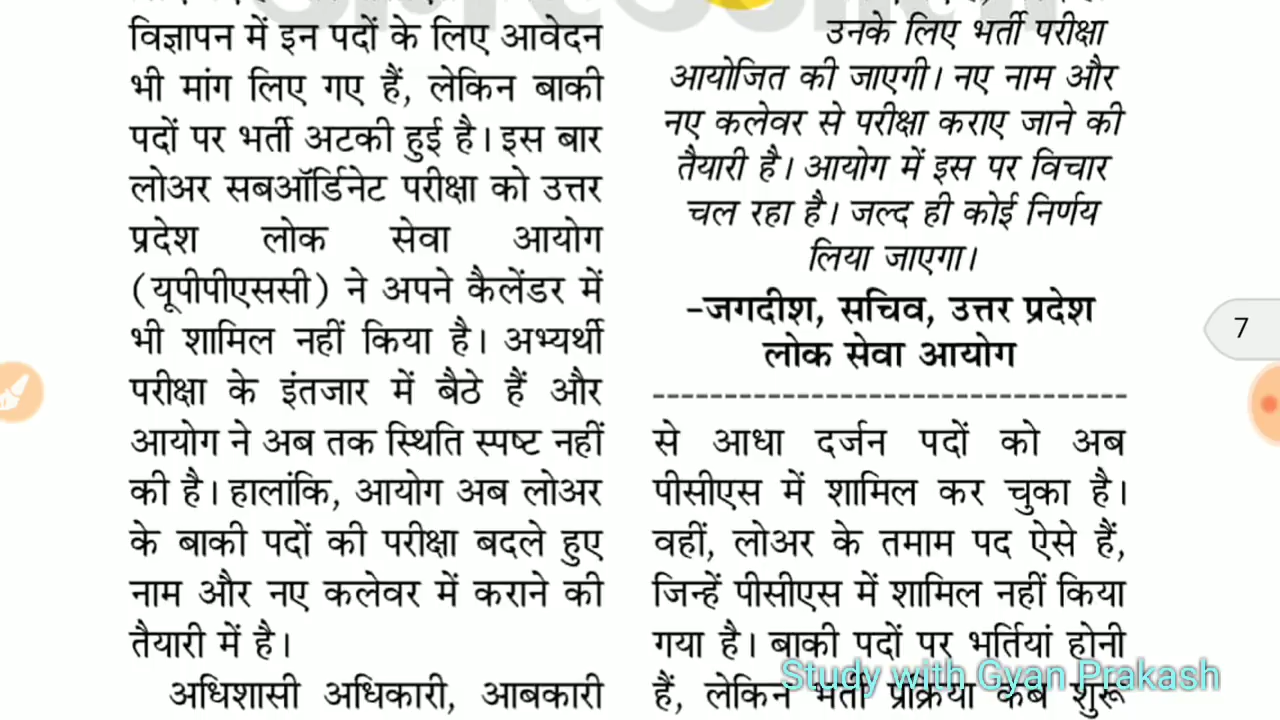 विज्ञापन में इन पदों के लिए आवेदन
भी मांग लिए गए हैं, लेकिन बाकी
पदों पर भर्ती अटकी हुई है। इस बार
लोअर सबऑर्डिनेट परीक्षा को उत्तर
प्रदेश लोक सेवा आयोग
(यूपीपीएससी) ने अपने कैलेंडर में
भी शामिल नहीं किया है। अभ्यर्थी
परीक्षा के इंतजार में बैठे हैं और
आयोग ने अब तक स्थिति स्पष्ट नहीं
की है। हालांकि, आयोग अब लोअर
के बाकी पदों की परीक्षा बदले हुए
नाम और नए कलेवर में कराने की
तैयारी में है।
अधिशासी अधिकारी, आबकारी
उनके लिए भर्ती परीक्षा
आयोजित की जाएगी। नए नाम और
नए कलेवर से परीक्षा कराए जाने की
तैयारी है। आयोग में इस पर विचार
चल रहा है। जल्द ही कोई निर्णय
लिया जाएगा।
-जगदीश, सचिव, उत्तर प्रदेश
लोक सेवा आयोग
से आधा दर्जन पदों को अब
पीसीएस में शामिल कर चुका है।
वहीं, लोअर के तमाम पद ऐसे हैं,
जिन्हें पीसीएस में शामिल नहीं किया
गया है। बाकी पदों पर भर्तियां होनी
हैं, लेकिन भर्ती प्रक्रिया कब शुरू
7
Study with Gyan Prakash